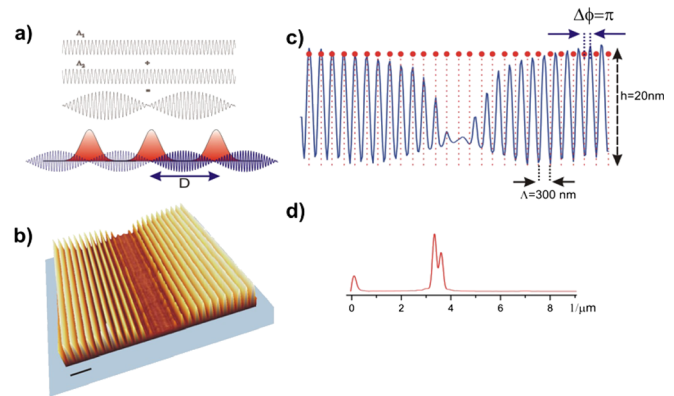 a)
A₁
+
A₂
=
D
b)
c)
Δϕ=π
h=20nm
Λ=300 nm
d)
0 2 4 6 8 1/μm